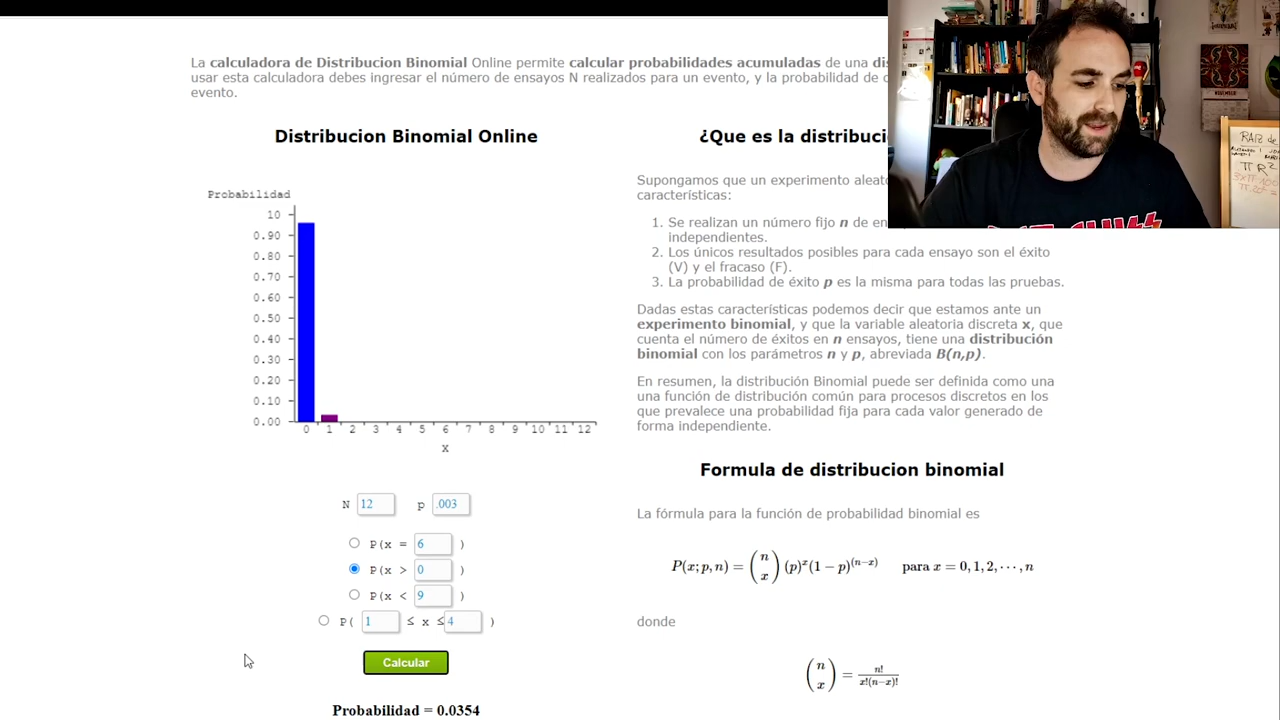 La calculadora de Distribucion Binomial Online permite calcular probabilidades acumuladas de una
usar esta calculadora debes ingresar el número de ensayos N realizados para un evento, y la probabilidad de
evento.
Distribucion Binomial Online
Probabilidad
10
0.90
0.80
0.70
0.60
0.50
0.40
0.30
0.20
0.10
0.00
0 1 2 3 4 5 6 7 8 9 10 11 12
X
N 12 p .003
P(x = 6 )
P(x > 0 )
P(x < 9 )
P( 1 ≤ x ≤ 4 )
Calcular
Probabilidad = 0.0354
¿Que es la
Supongamos que un experimento
características:
1. Se realizan un número fijo n de
independientes.
2. Los únicos resultados posibles para cada ensayo son el éxito
(V) y el fracaso (F).
3. La probabilidad de éxito p es la misma para todas las pruebas.
Dadas estas características podemos decir que estamos ante un
experimento binomial, y que la variable aleatoria discreta x, que
cuenta el número de éxitos en n ensayos, tiene una distribución
binomial con los parámetros n y p, abreviada B(n,p).
En resumen, la distribución Binomial puede ser definida como una
una función de distribución común para procesos discretos en los
que prevalece una probabilidad fija para cada valor generado de
forma independiente.
Formula de distribucion binomial
La fórmula para la función de probabilidad binomial es
P(x; p, n) = (n x) (p)^x (1 − p)^(n−x) para x = 0, 1, 2, ⋯, n
donde
(n x) = n! / x!(n−x)!
RAIZ de
π R²